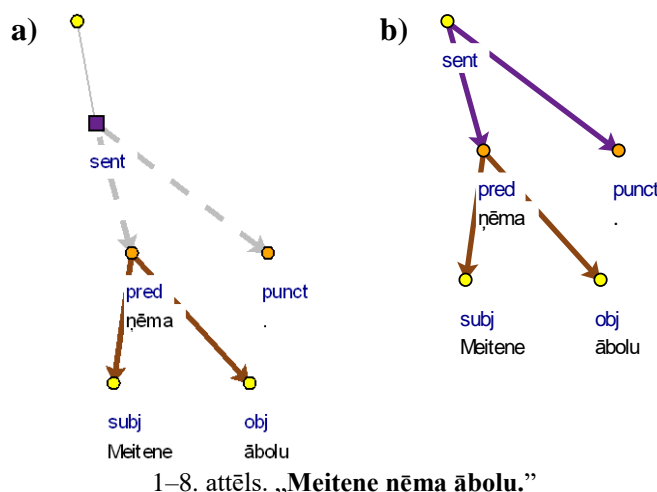 a)
sent
pred
ņēma
punct
.
subj
Meitene
obj
ābolu
b)
sent
pred
ņēma
punct
.
subj
Meitene
obj
ābolu
1–8. attēls. „Meitene nēma ābolu.”